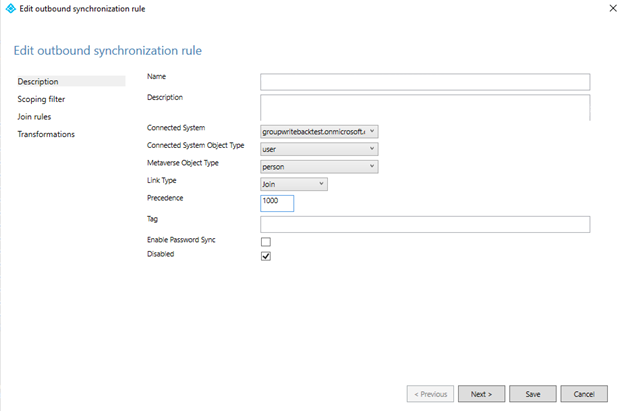 Edit outbound synchronization rule
Edit outbound synchronization rule
Description
Scoping filter
Join rules
Transformations
Name
Description
Connected System
groupwritebacktest.onmicrosoft.
Connected System Object Type
user
Metaverse Object Type
person
Link Type
Join
Precedence
1000
Tag
Enable Password Sync
Disabled
< Previous
Next >
Save
Cancel